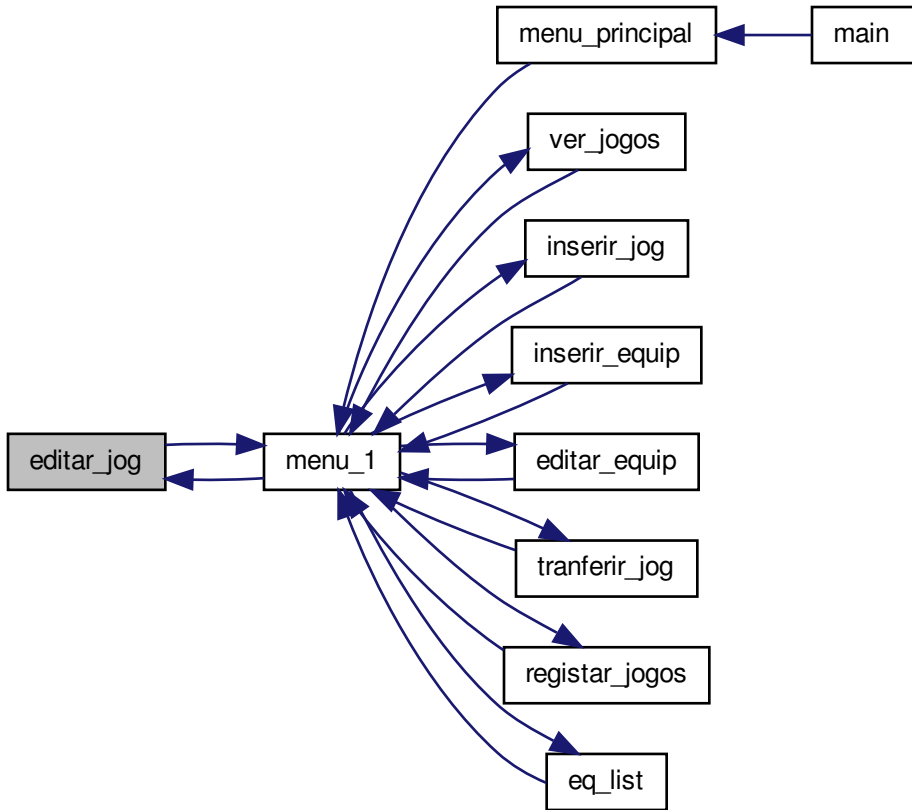 menu_principal
main
ver_jogos
inserir_jog
inserir_equip
editar_jog
menu_1
editar_equip
tranferir_jog
registar_jogos
eq_list